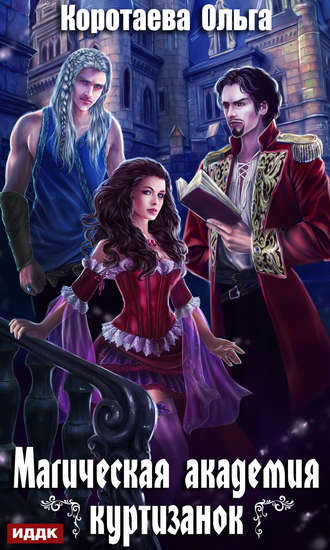 Коротаева Ольга
Магическая академия
куртизанок
ИДДК